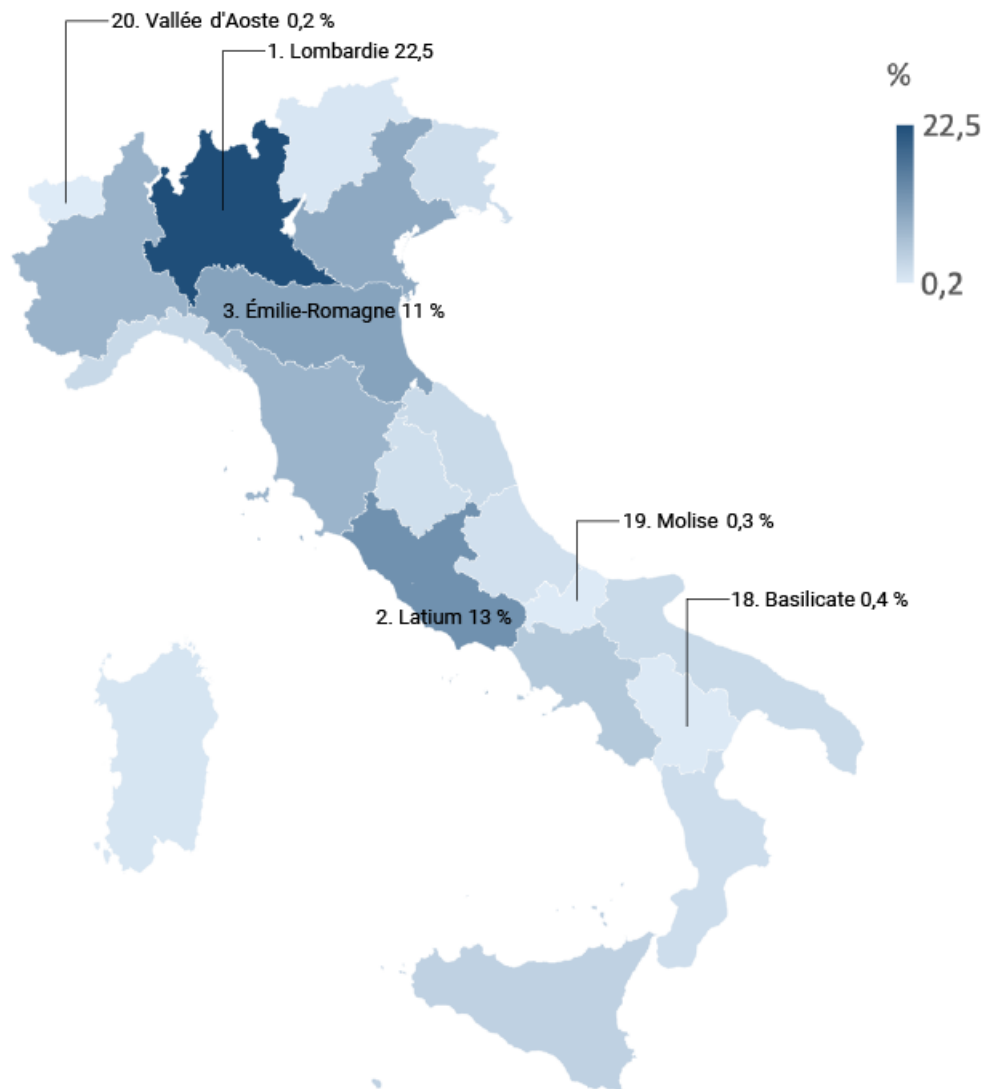 20. Vallée d'Aoste 0,2 %
1. Lombardie 22,5
%
22,5
0,2
3. Émilie-Romagne 11 %
19. Molise 0,3 %
18. Basilicate 0,4 %
2. Latium 13 %